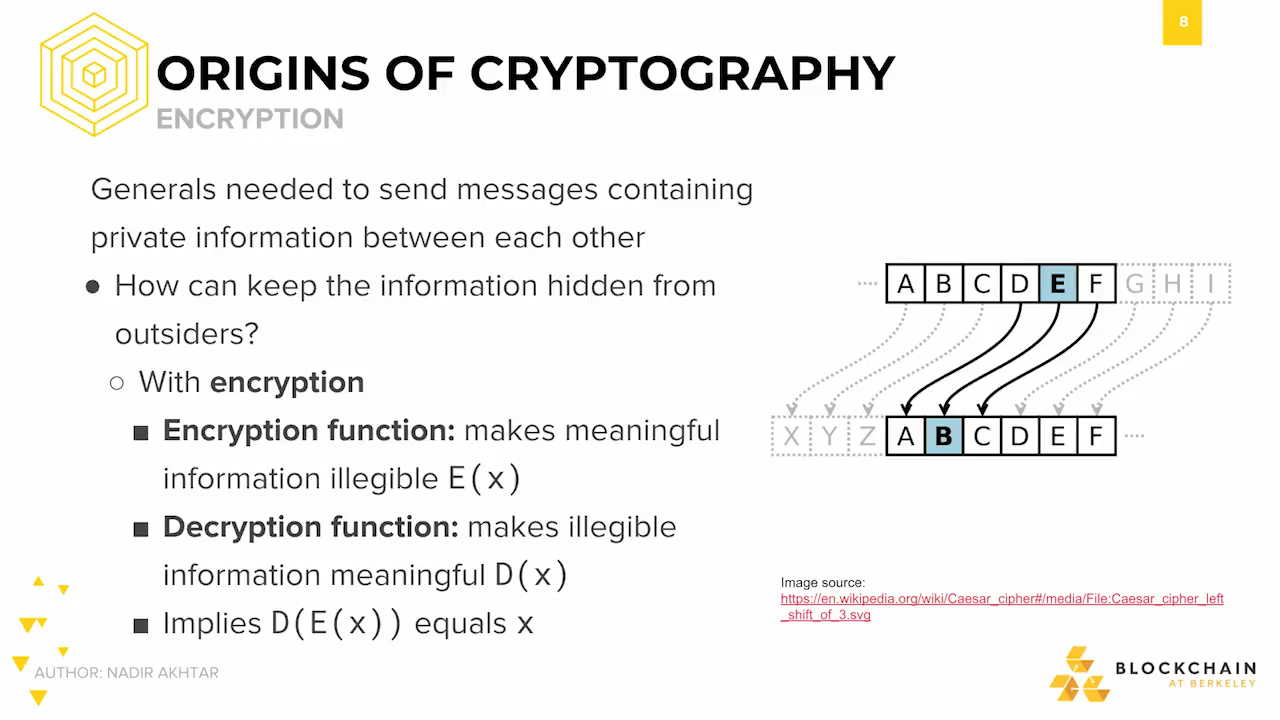 8
ORIGINS OF CRYPTOGRAPHY
ENCRYPTION
Generals needed to send messages containing
private information between each other
● How can keep the information hidden from
outsiders?
○ With encryption
■ Encryption function: makes meaningful
information illegible E(x)
■ Decryption function: makes illegible
information meaningful D(x)
■ Implies D(E(x)) equals x
A B C D E F G H I
X Y Z A B C D E F
Image source:
https://en.wikipedia.org/wiki/Caesar_cipher#/media/File:Caesar_cipher_left
_shift_of_3.svg
AUTHOR: NADIR AKHTAR
BLOCKCHAIN
AT BERKELEY